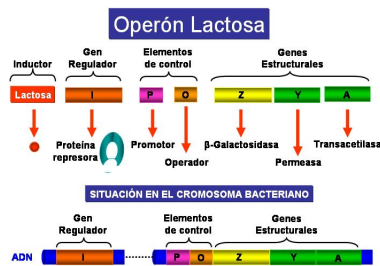 Operón Lactosa
Inductor
Gen
Regulador
Elementos
de control
Genes
Estructurales
Lactosa
I
P
O
Z
Y
A
Proteína
represora
Promotor
Operador
β-Galactosidasa
Permeasa
Transacetilasa
SITUACIÓN EN EL CROMOSOMA BACTERIANO
Gen
Regulador
Elementos
de control
Genes
Estructurales
ADN
I
P
O
Z
Y
A